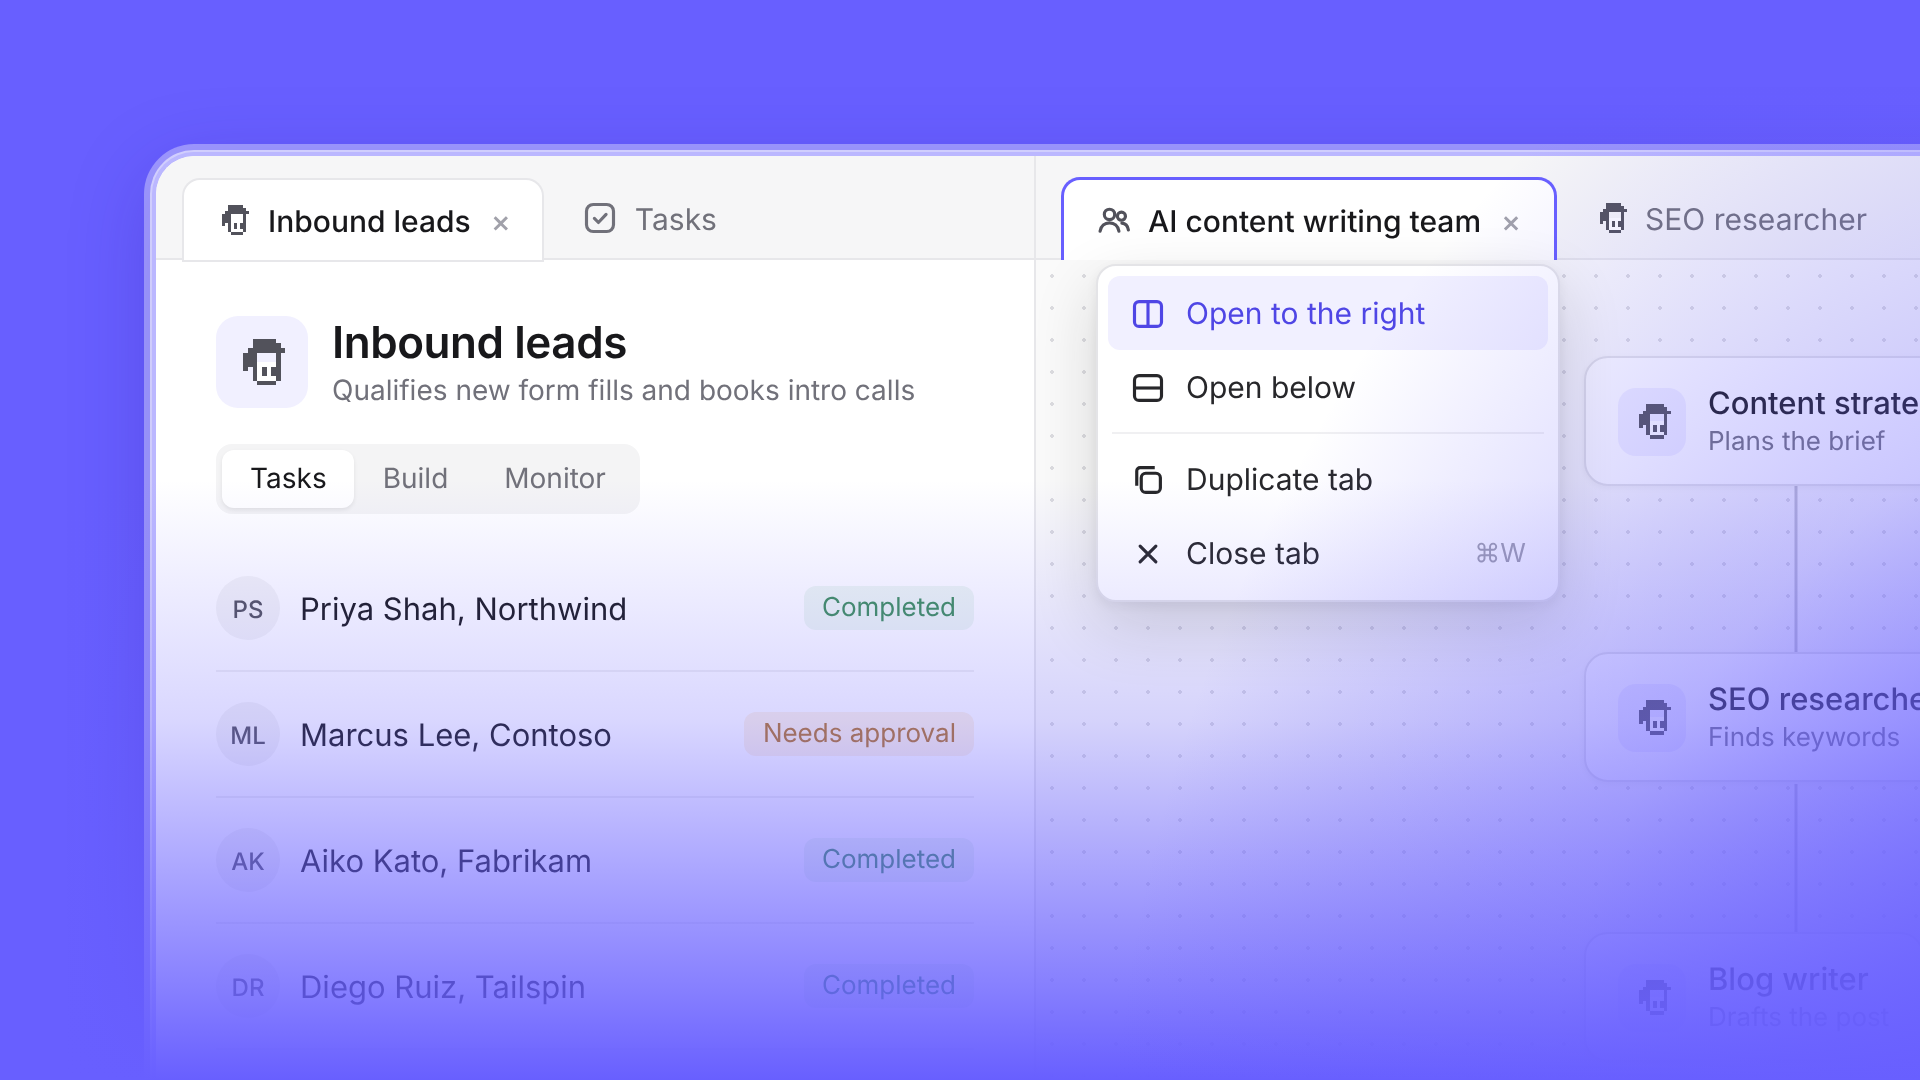 Inbound leads ×
Tasks
AI content writing team ×
SEO researcher
Inbound leads
Qualifies new form fills and books intro calls
Tasks
Build
Monitor
PS
Priya Shah, Northwind
Completed
ML
Marcus Lee, Contoso
Needs approval
AK
Aiko Kato, Fabrikam
Completed
DR
Diego Ruiz, Tailspin
Completed
Open to the right
Open below
Duplicate tab
Close tab
⌘W
Content strate
Plans the brief
SEO researche
Finds keywords
Blog writer
Drafts the post